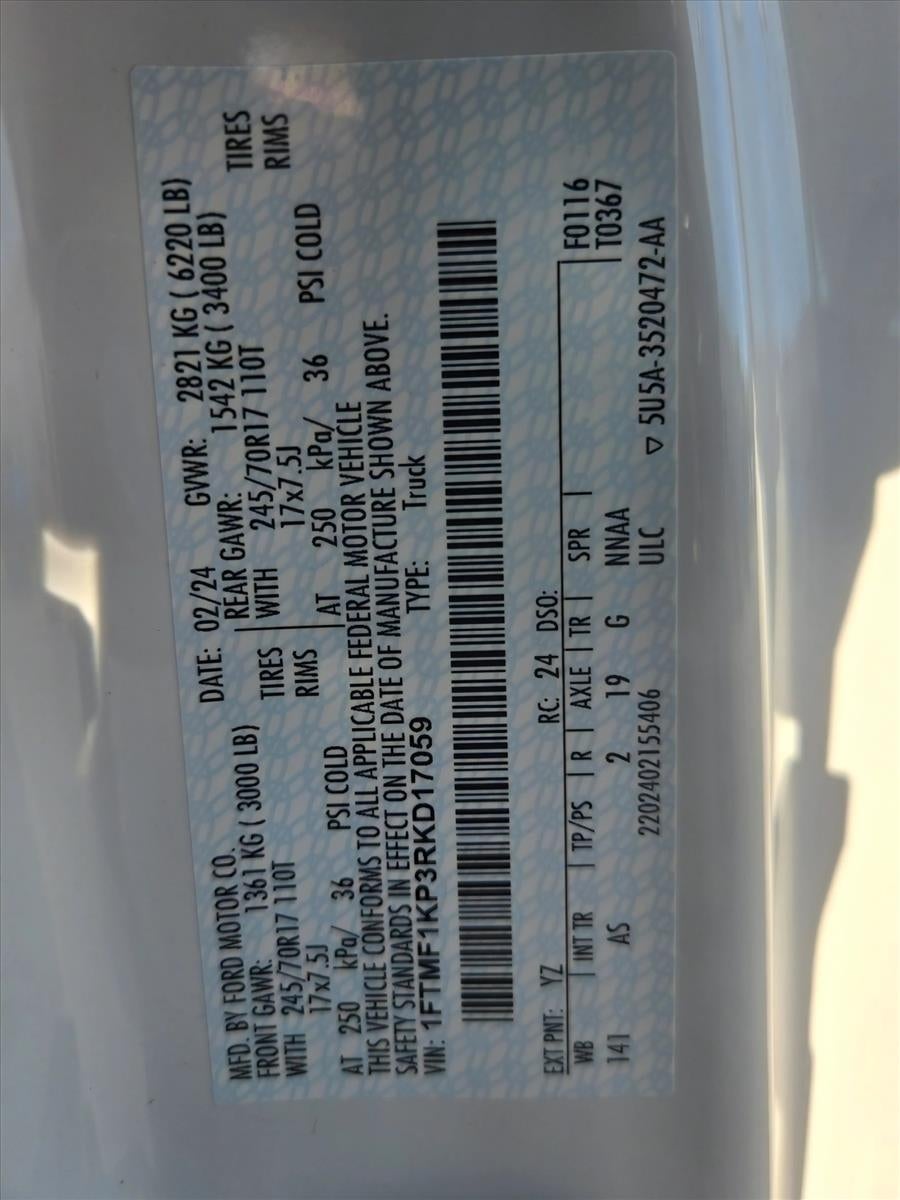 MFD. BY FORD MOTOR CO.
DATE: 02/24 GVWR: 2821 KG ( 6220 LB)
FRONT GAWR: 1361 KG ( 3000 LB)
REAR GAWR: 1542 KG ( 3400 LB)
WITH 245/70R17 110T TIRES
WITH 245/70R17 110T TIRES
17x7.5J RIMS
17x7.5J RIMS
AT 250 kPa/ 36 PSI COLD
AT 250 kPa/ 36 PSI COLD
THIS VEHICLE CONFORMS TO ALL APPLICABLE FEDERAL MOTOR VEHICLE
SAFETY STANDARDS IN EFFECT ON THE DATE OF MANUFACTURE SHOWN ABOVE.
VIN: 1FTMF1KP3RKD17059 TYPE: Truck
EXT PNT: YZ RC: 24 DSO: F0116
WB INT TR TP/PS R AXLE TR SPR T0367
141 AS 2 19 G NNAA
2202402155406 ULC ▽ 5U5A-3520472-AA